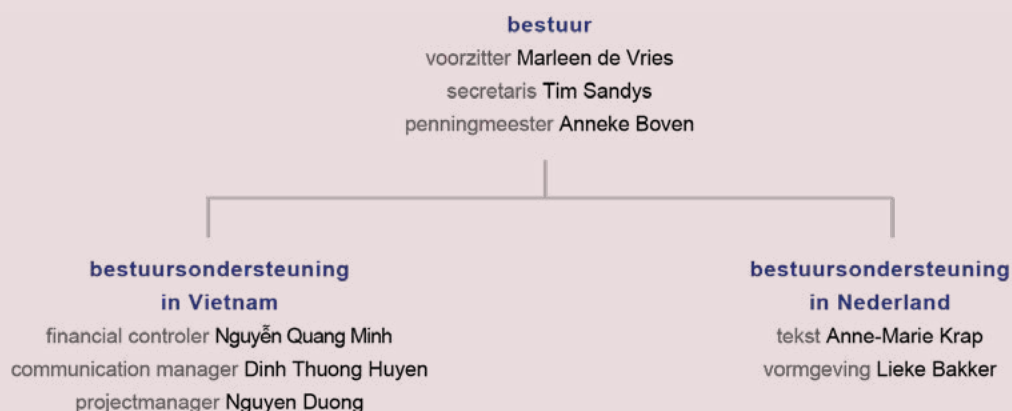 bestuur
voorzitter Marleen de Vries
secretaris Tim Sandys
penningmeester Anneke Boven
bestuursondersteuning
in Vietnam
financial controler Nguyễn Quang Minh
communication manager Dinh Thuong Huyen
projectmanager Nguyen Duong
bestuursondersteuning
in Nederland
tekst Anne-Marie Krap
vormgeving Lieke Bakker